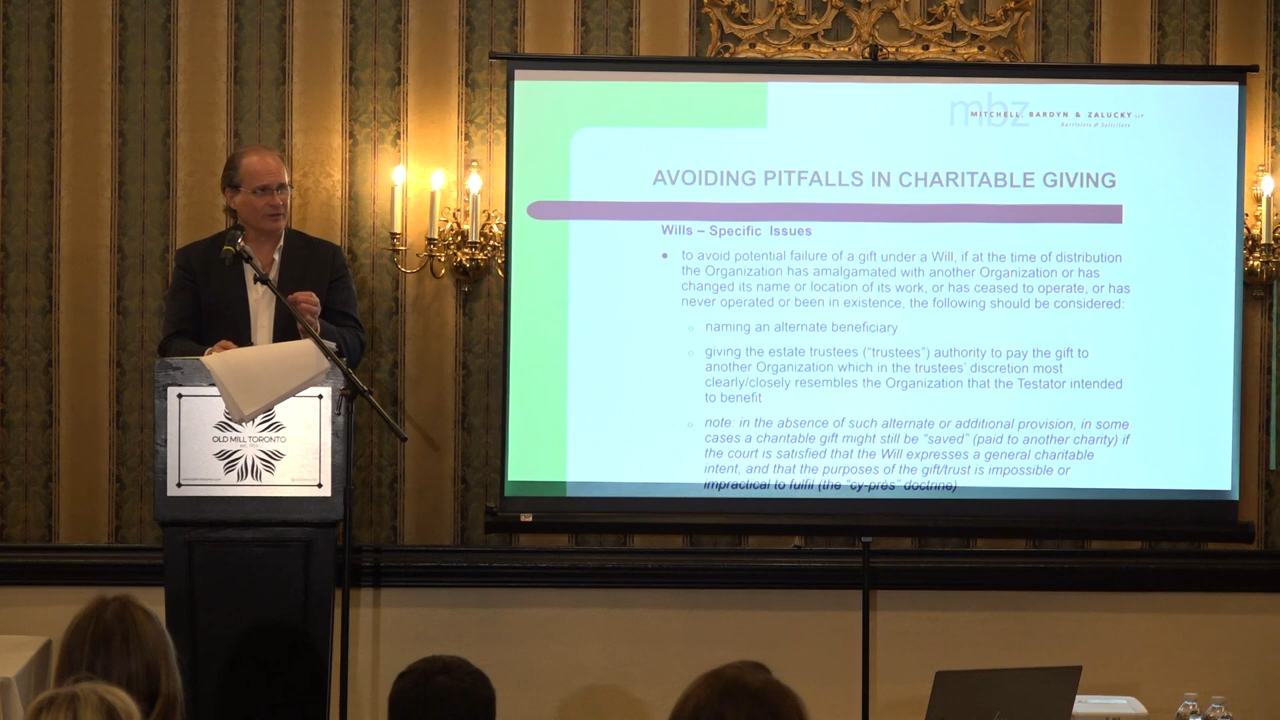 mbz
MITCHELL, BARDYN & ZALUCKY LLP
Barristers & Solicitors
AVOIDING PITFALLS IN CHARITABLE GIVING
Wills – Specific Issues
• to avoid potential failure of a gift under a Will, if at the time of distribution
the Organization has amalgamated with another Organization or has
changed its name or location of its work, or has ceased to operate, or has
never operated or been in existence, the following should be considered:
○ naming an alternate beneficiary
○ giving the estate trustees (“trustees”) authority to pay the gift to
another Organization which in the trustees’ discretion most
clearly/closely resembles the Organization that the Testator intended
to benefit
○ note: in the absence of such alternate or additional provision, in some
cases a charitable gift might still be “saved” (paid to another charity) if
the court is satisfied that the Will expresses a general charitable
intent, and that the purposes of the gift/trust is impossible or
impractical to fulfil (the “cy-près” doctrine)
OLD MILL TORONTO